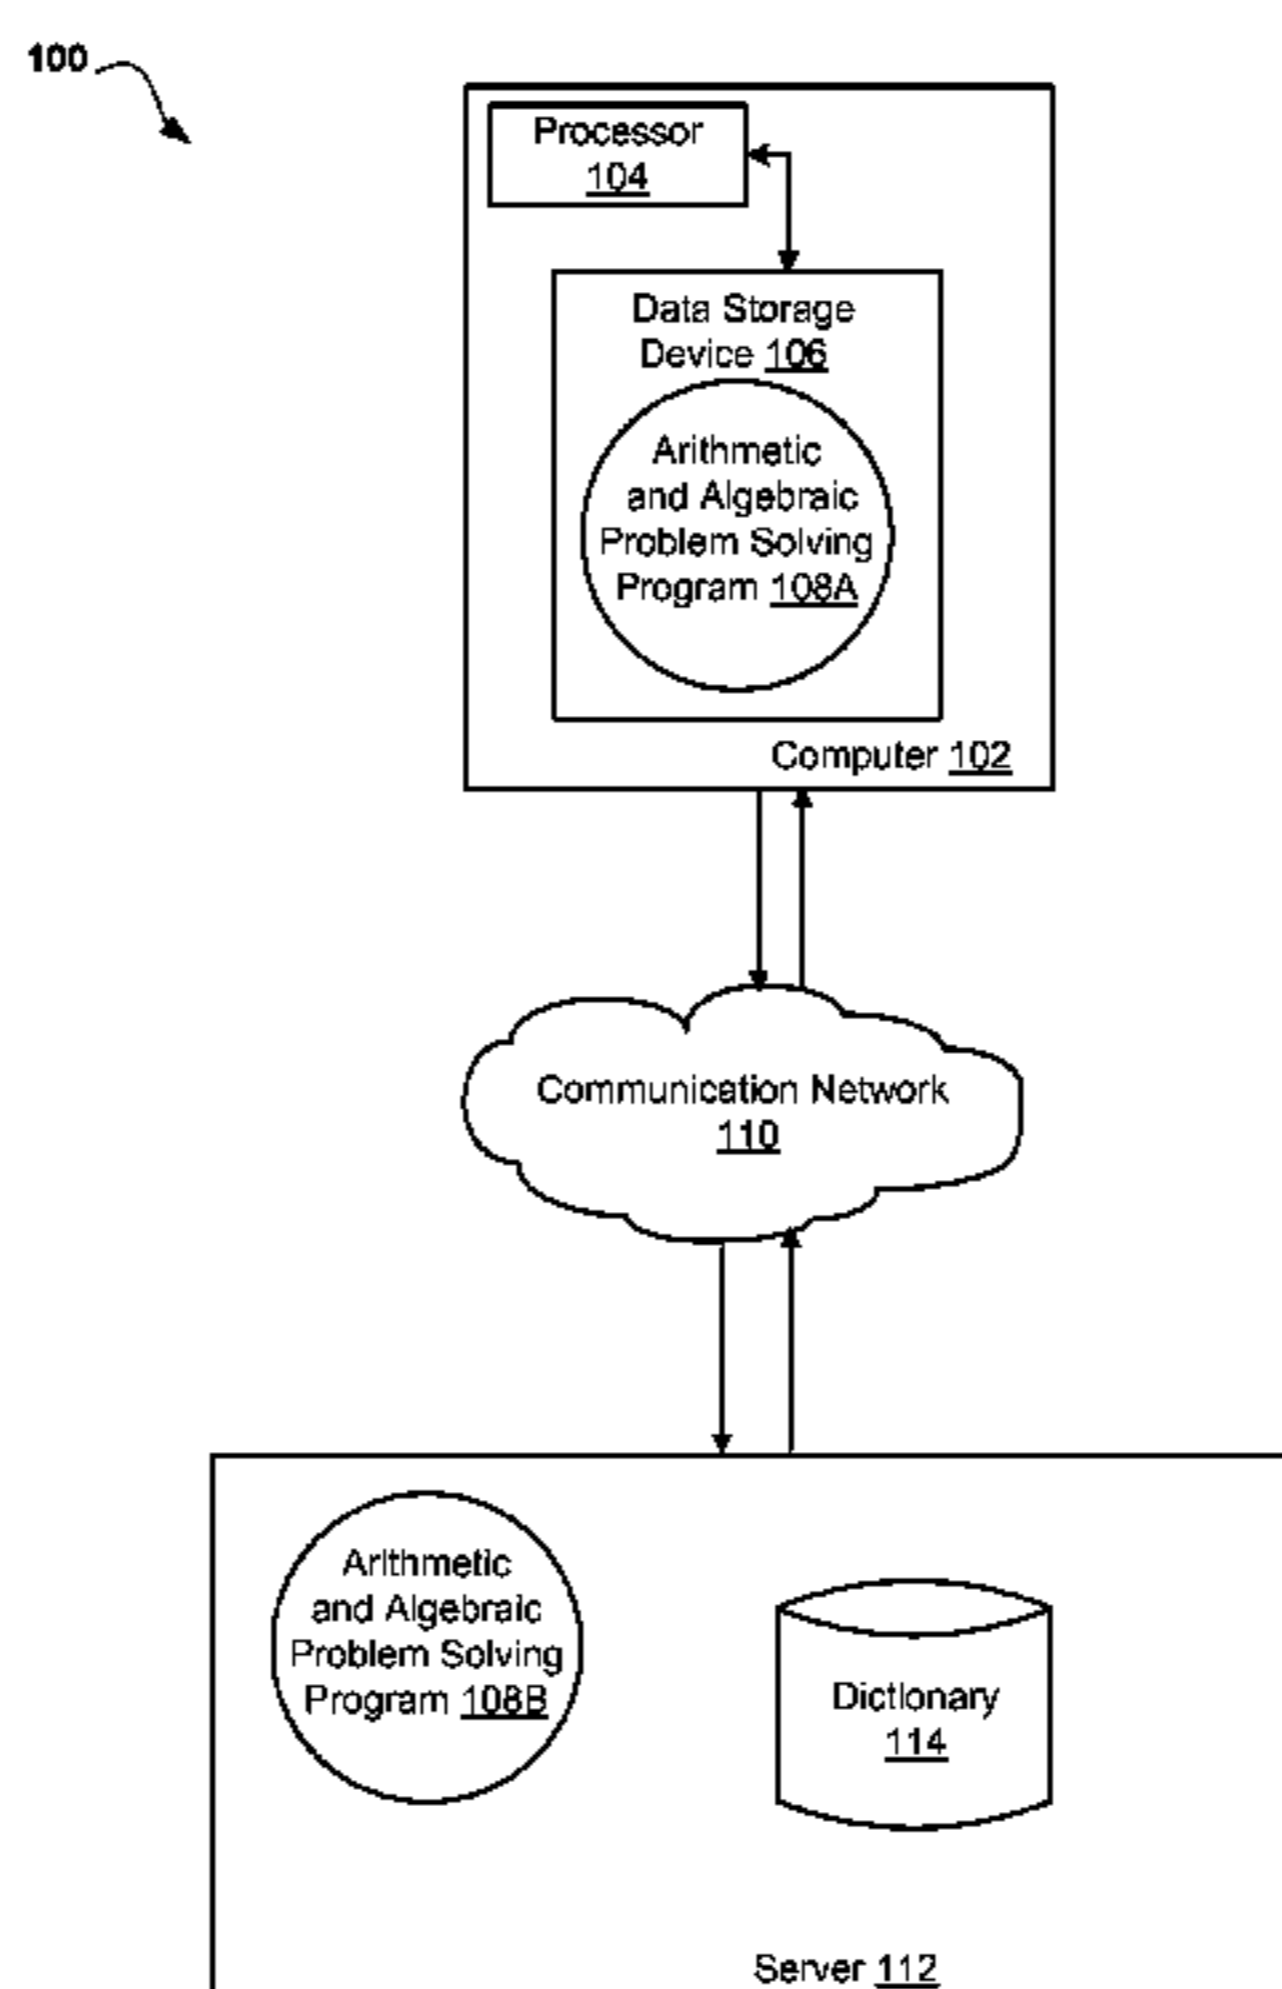 100
Processor
104
Data Storage
Device 106
Arithmetic
and Algebraic
Problem Solving
Program 108A
Computer 102
Communication Network
110
Arithmetic
and Algebraic
Problem Solving
Program 108B
Dictionary
114
Server 112